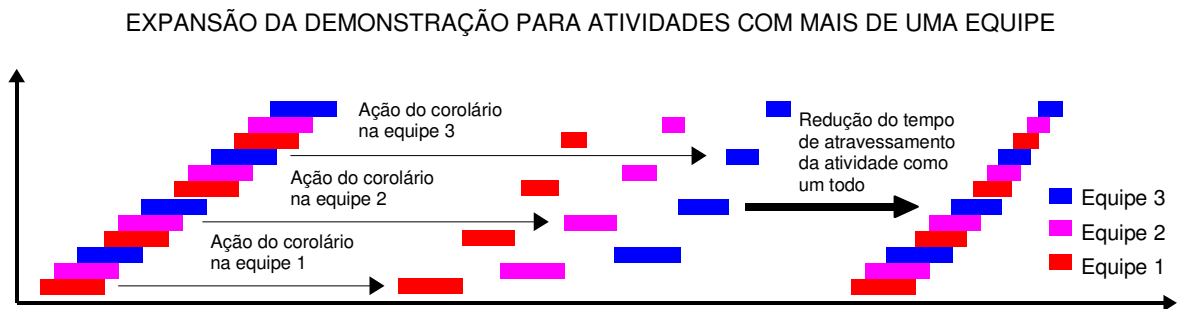 EXPANSÃO DA DEMONSTRAÇÃO PARA ATIVIDADES COM MAIS DE UMA EQUIPE
Ação do corolário
na equipe 3
Ação do corolário
na equipe 2
Ação do corolário
na equipe 1
Redução do tempo
de atravessamento
da atividade como
um todo
Equipe 3
Equipe 2
Equipe 1